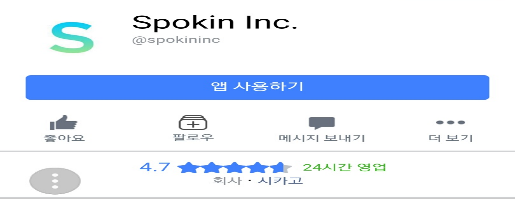 Spokin Inc.
@spokininc
앱 사용하기
좋아요 팔로우 메시지 보내기 더 보기
4.7 24시간 영업
회사 · 시카고